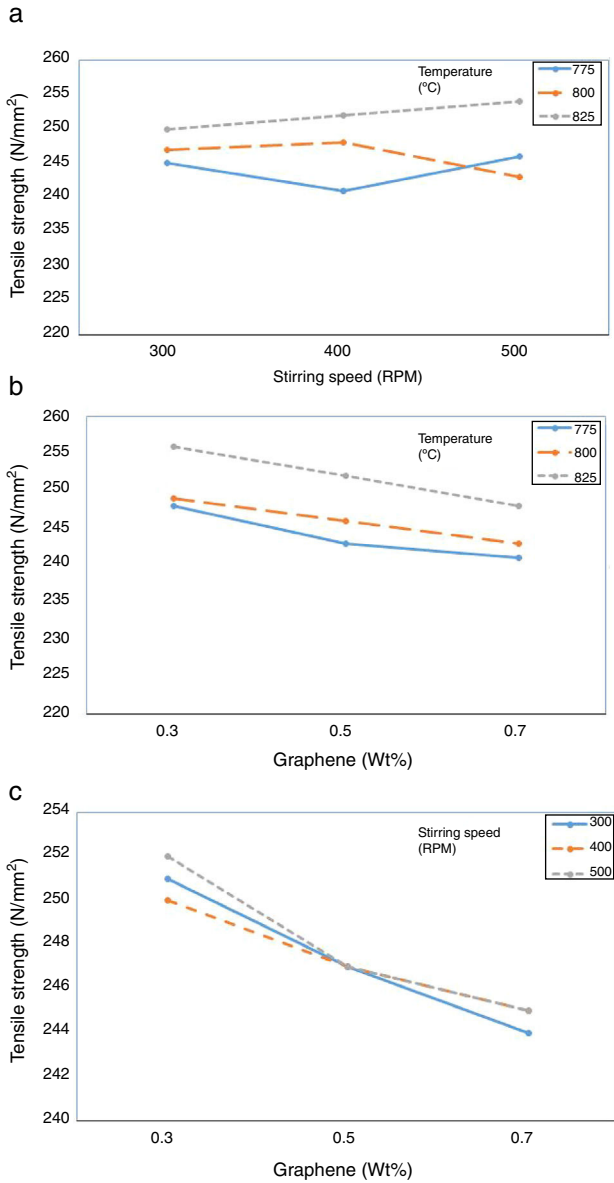 a
260
255
250
245
240
235
230
225
220
Tensile strength (N/mm²)
Temperature
(°C)
775
800
825
300
400
500
Stirring speed (RPM)
b
260
255
250
245
240
235
230
225
220
Tensile strength (N/mm²)
Temperature
(°C)
775
800
825
0.3
0.5
0.7
Graphene (Wt%)
c
254
252
250
248
246
244
242
240
Tensile strength (N/mm²)
Stirring speed
(RPM)
300
400
500
0.3
0.5
0.7
Graphene (Wt%)